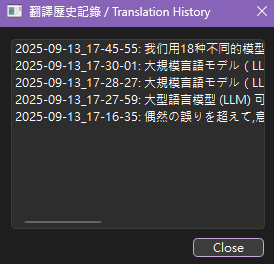 翻譯歷史記錄 / Translation History
2025-09-13_17-45-55: 我们用18种不同的模型
2025-09-13_17-30-01: 大規模言語モデル（LL
2025-09-13_17-28-27: 大規模言語モデル（LL
2025-09-13_17-27-59: 大型語言模型 (LLM) 可
2025-09-13_17-16-35: 偶然の誤りを超えて,意
Close